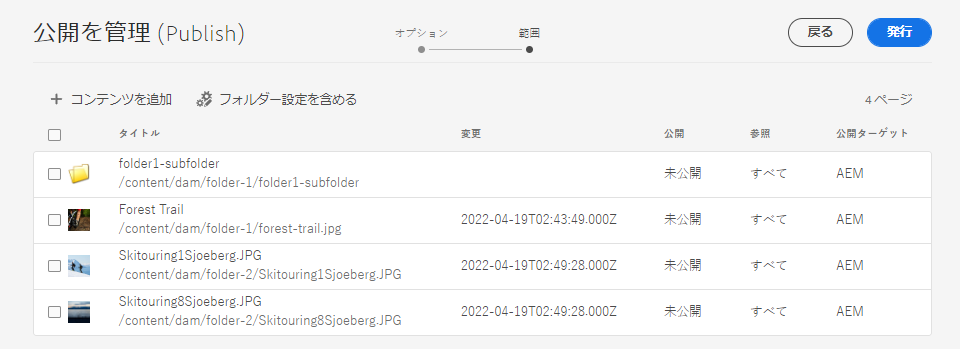 公開を管理 (Publish)
オプション 範囲
戻る 発行
コンテンツを追加 フォルダー設定を含める 4 ページ
タイトル 変更 公開 参照 公開ターゲット
folder1-subfolder
/content/dam/folder-1/folder1-subfolder 未公開 すべて AEM
Forest Trail
/content/dam/folder-1/forest-trail.jpg 2022-04-19T02:43:49.000Z 未公開 すべて AEM
Skitouring1Sjoeberg.JPG
/content/dam/folder-2/Skitouring1Sjoeberg.JPG 2022-04-19T02:49:28.000Z 未公開 すべて AEM
Skitouring8Sjoeberg.JPG
/content/dam/folder-2/Skitouring8Sjoeberg.JPG 2022-04-19T02:49:28.000Z 未公開 すべて AEM